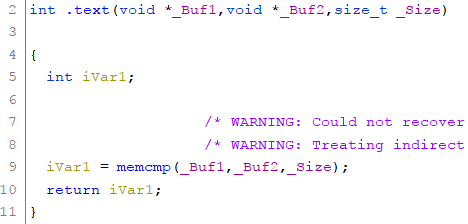 2 int .text(void *_Buf1,void *_Buf2,size_t _Size)
3
4 {
5   int iVar1;
6
7                     /* WARNING: Could not recover
8                     /* WARNING: Treating indirect
9   iVar1 = memcmp(_Buf1,_Buf2,_Size);
10   return iVar1;
11 }